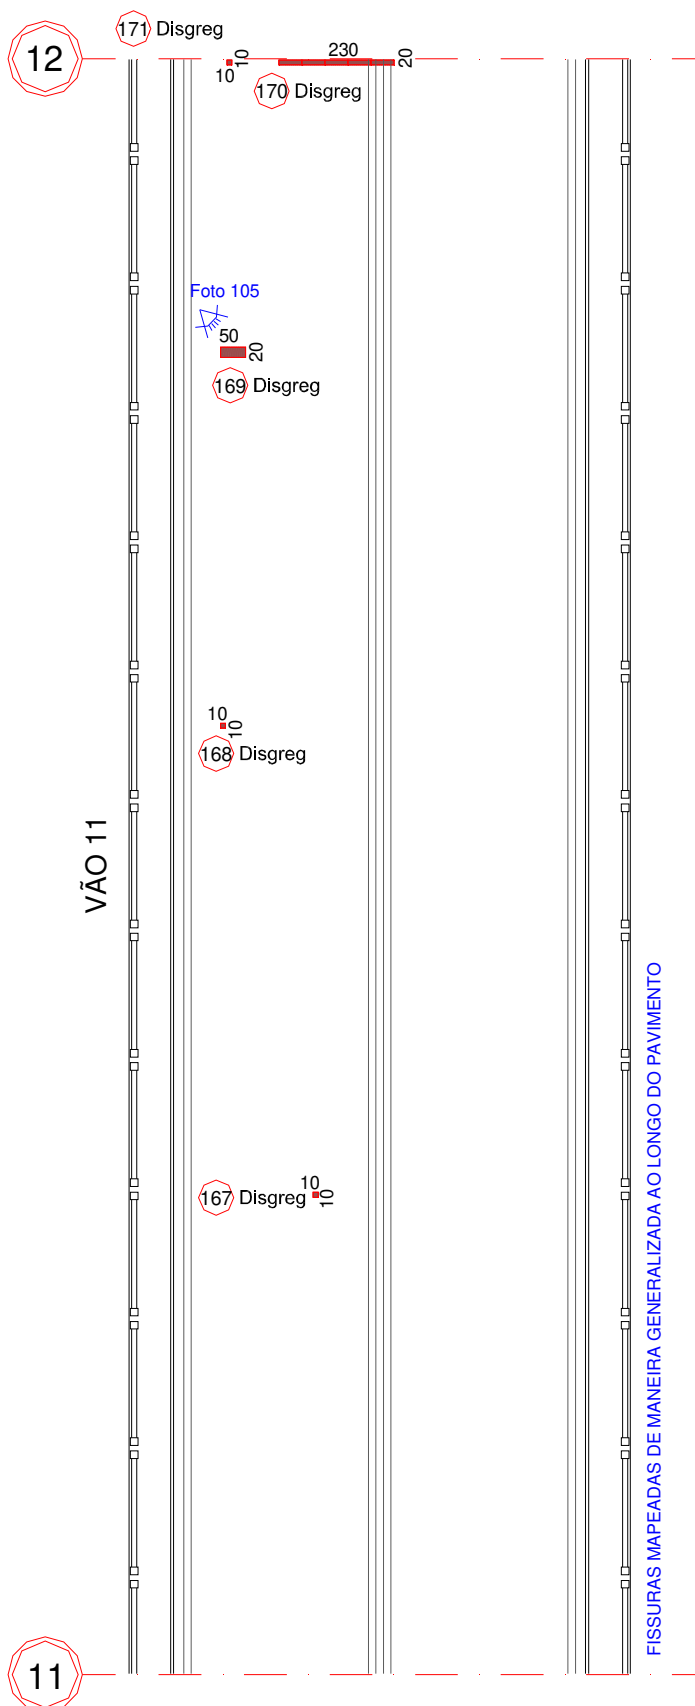 171 Disgreg
12
10
10
230
20
170 Disgreg
Foto 105
50
20
169 Disgreg
10
10
168 Disgreg
VÃO 11
FISSURAS MAPEADAS DE MANEIRA GENERALIZADA AO LONGO DO PAVIMENTO
10
10
167 Disgreg
11